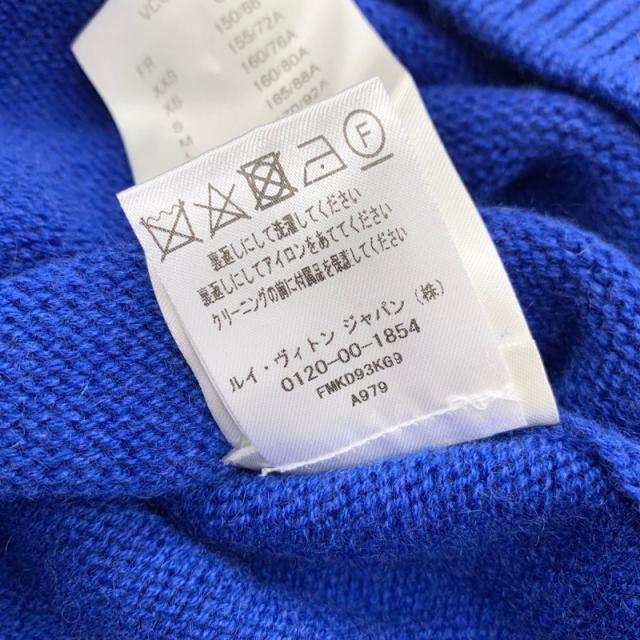 150/68
155/72A
FR
160/76A
XXS
160/80A
XS
165/88A
S
M
F
裏返しにして洗濯してください
裏返しにしてアイロンをあててください
クリーニングの前に付属品を保護してください
ルイ・ヴィトン ジャパン (株)
0120-00-1854
FMKD93KG9
A979